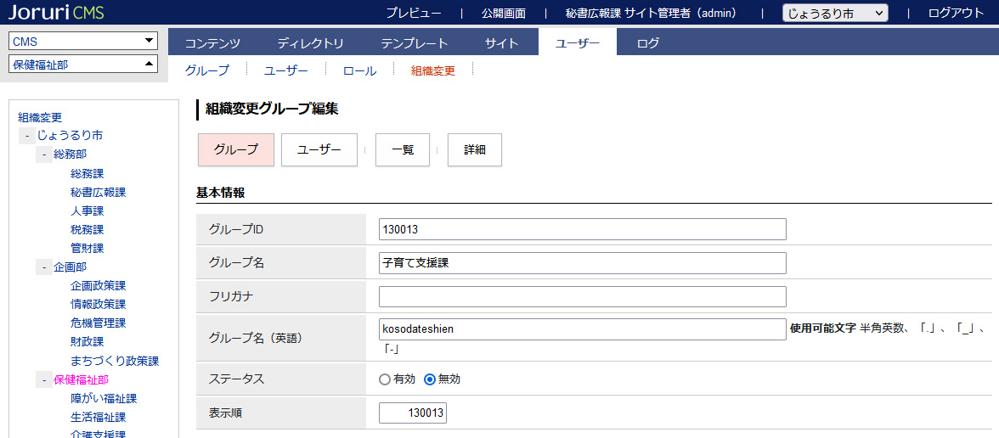 Joruri CMS
プレビュー | 公開画面 | 秘書広報課 サイト管理者（admin） | じょうるり市 | ログアウト
CMS
保健福祉部
コンテンツ ディレクトリ テンプレート サイト ユーザー ログ
グループ ユーザー ロール 組織変更
組織変更
- じょうるり市
- 総務部
総務課
秘書広報課
人事課
税務課
管財課
- 企画部
企画政策課
情報政策課
危機管理課
財政課
まちづくり政策課
- 保健福祉部
障がい福祉課
生活福祉課
介護支援課
組織変更グループ編集
グループ ユーザー 一覧 詳細
基本情報
グループID 130013
グループ名 子育て支援課
フリガナ
グループ名（英語） kosodateshien 使用可能文字 半角英数、「.」、「_」、
「-」
ステータス 有効 無効
表示順 130013